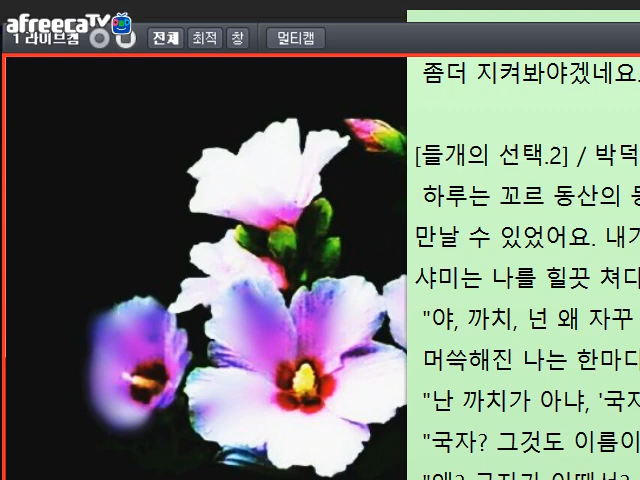 afreecaTV
1 라이브캠
전체 최적 창 멀티캠
좀더 지켜봐야겠네요.
[들개의 선택.2] / 박덕
하루는 꼬르 동산의
만날 수 있었어요. 내가
샤미는 나를 힐끗 쳐다
"야, 까치, 넌 왜 자꾸
머쓱해진 나는 한마디
"난 까치가 아냐, '국자
"국자? 그것도 이름이